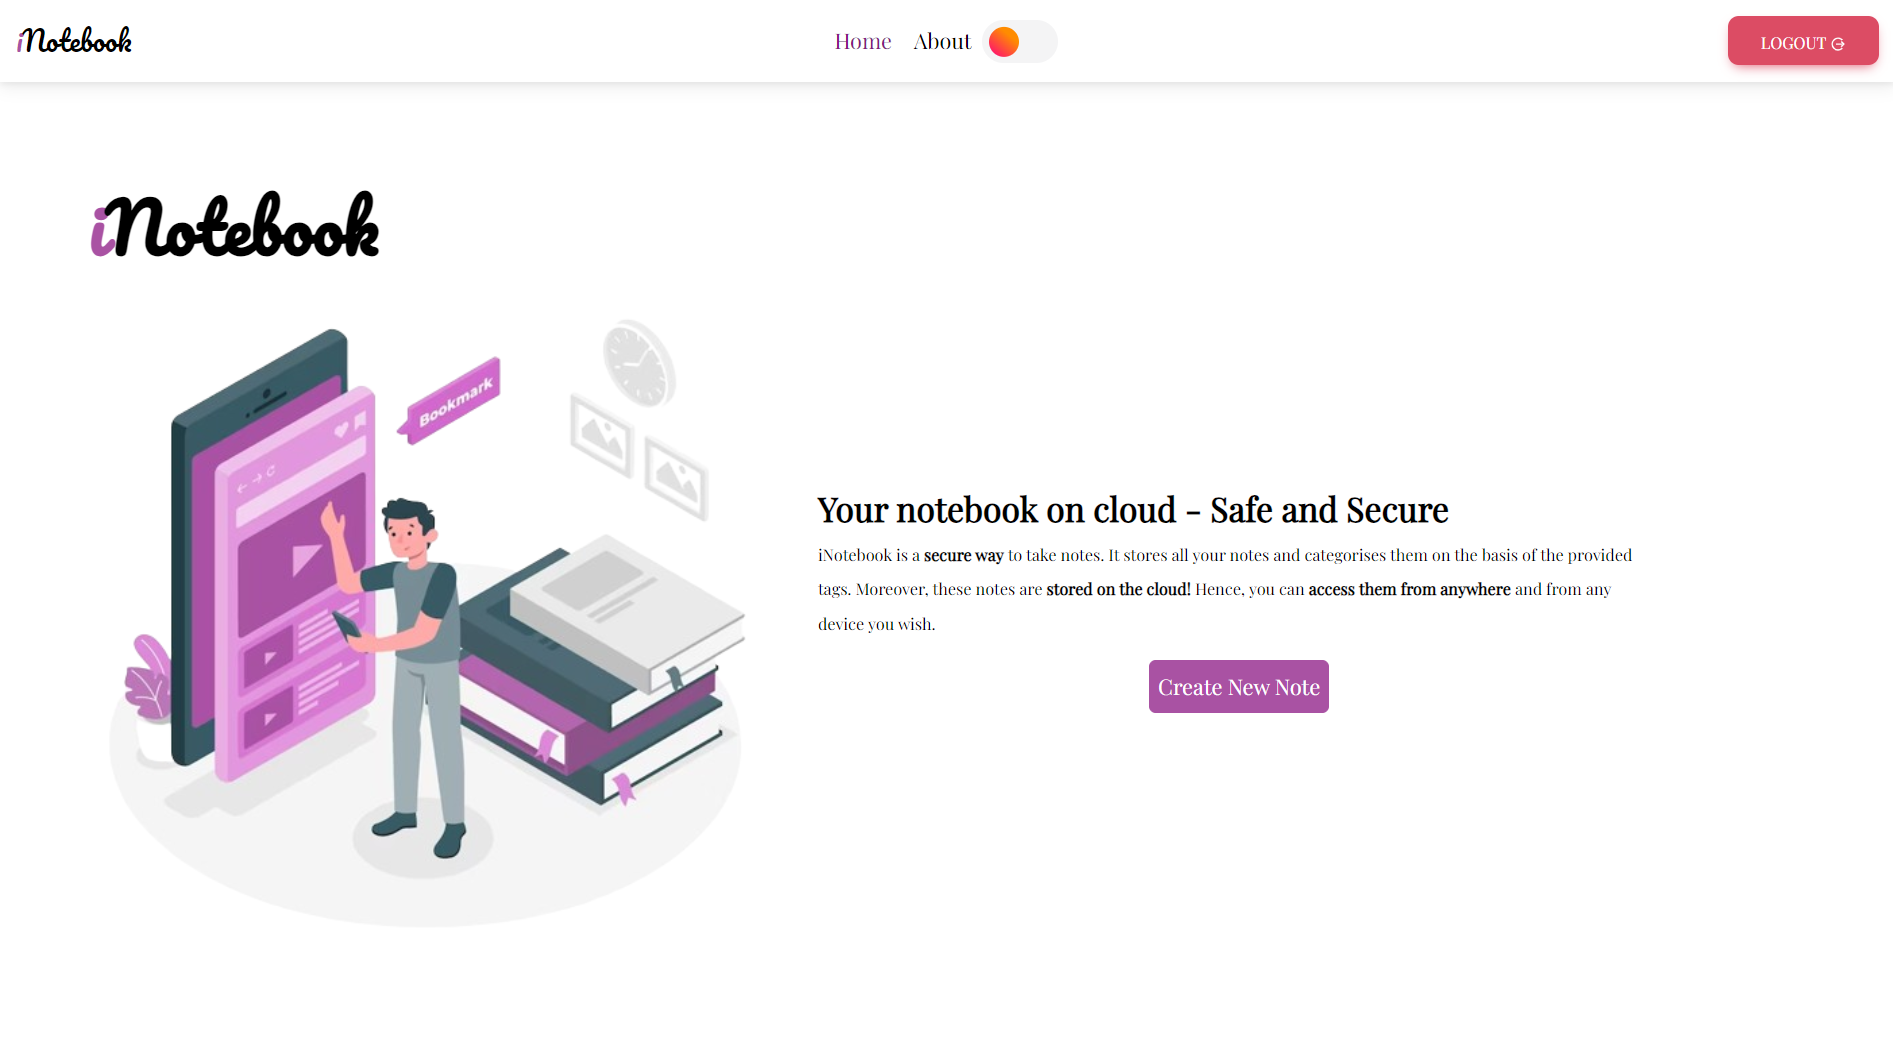 iNotebook
Home About
LOGOUT
iNotebook
Bookmark
Your notebook on cloud - Safe and Secure
iNotebook is a secure way to take notes. It stores all your notes and categorises them on the basis of the provided
tags. Moreover, these notes are stored on the cloud! Hence, you can access them from anywhere and from any
device you wish.
Create New Note